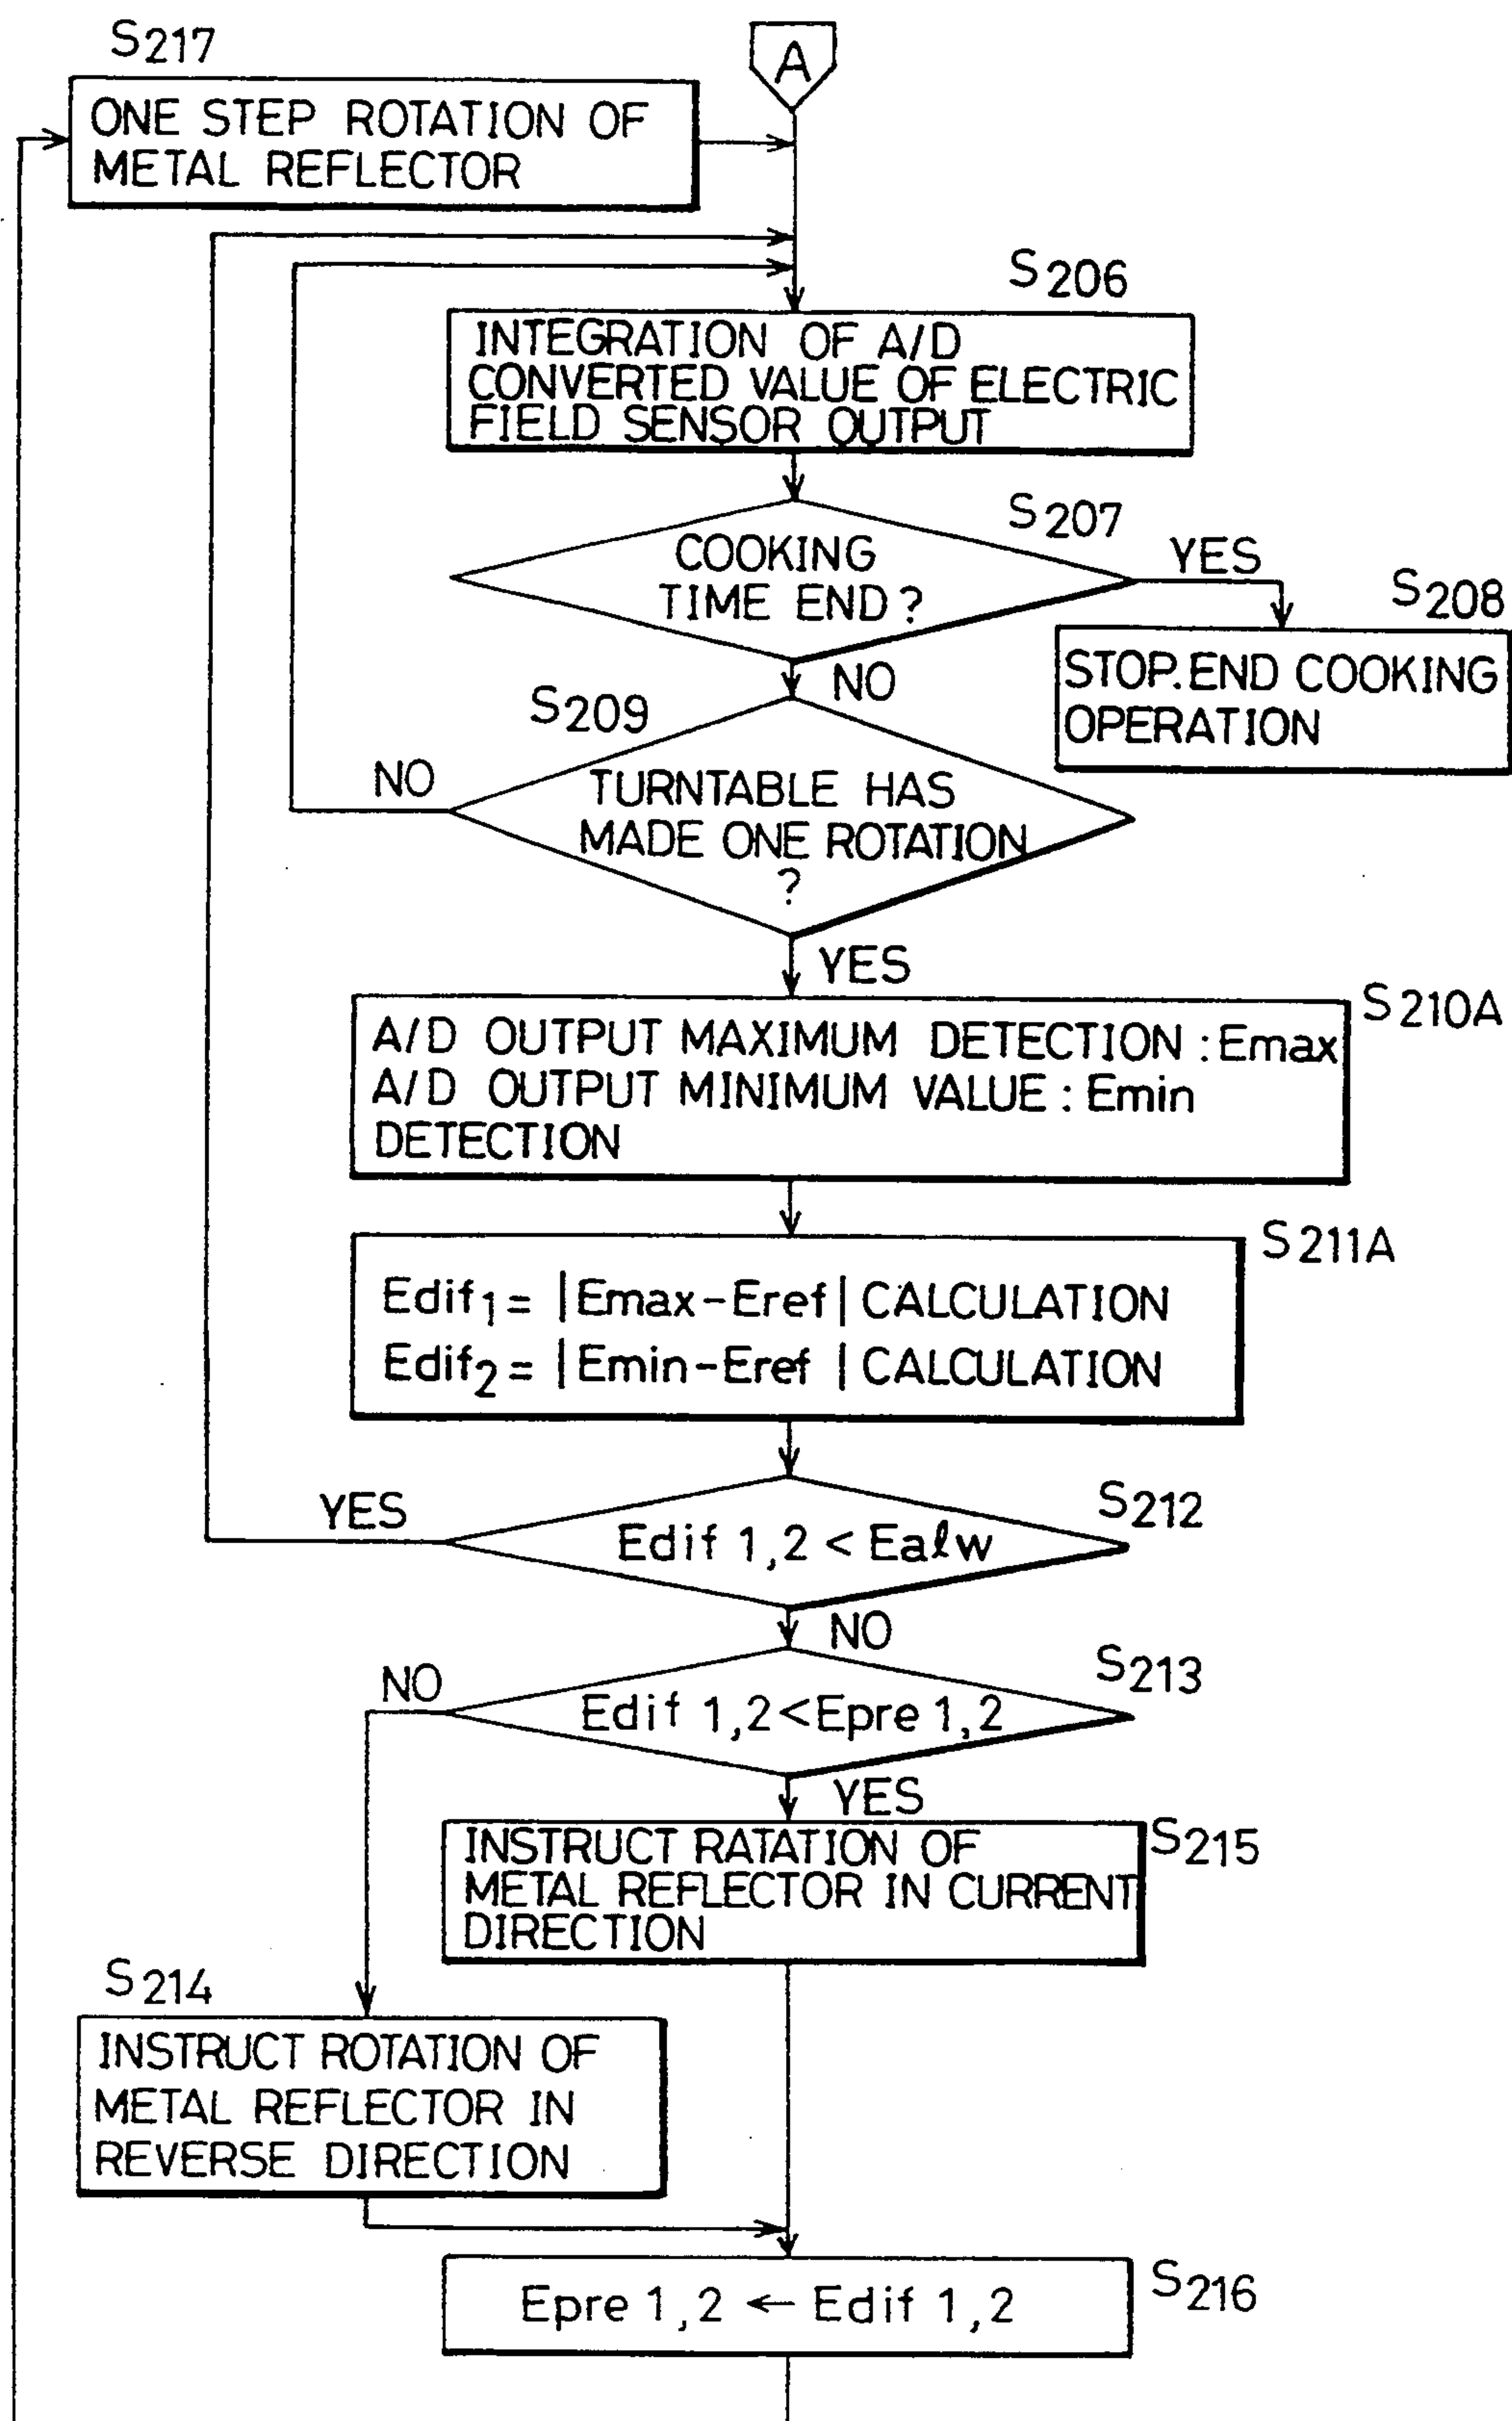 S217
A
ONE STEP ROTATION OF
METAL REFLECTOR
S206
INTEGRATION OF A/D
CONVERTED VALUE OF ELECTRIC
FIELD SENSOR OUTPUT
S207
COOKING
TIME END?
YES
S208
STOP.END COOKING
OPERATION
NO
S209
NO
TURNTABLE HAS
MADE ONE ROTATION
?
YES
S210A
A/D OUTPUT MAXIMUM DETECTION : Emax
A/D OUTPUT MINIMUM VALUE : Emin
DETECTION
S211A
Edif1 = |Emax-Eref| CALCULATION
Edif2 = |Emin-Eref| CALCULATION
S212
YES
Edif 1,2 < Ealw
NO
S213
NO
Edif 1,2<Epre 1,2
YES
S215
INSTRUCT RATATION OF
METAL REFLECTOR IN CURRENT
DIRECTION
S214
INSTRUCT ROTATION OF
METAL REFLECTOR IN
REVERSE DIRECTION
S216
Epre 1,2 ← Edif 1,2